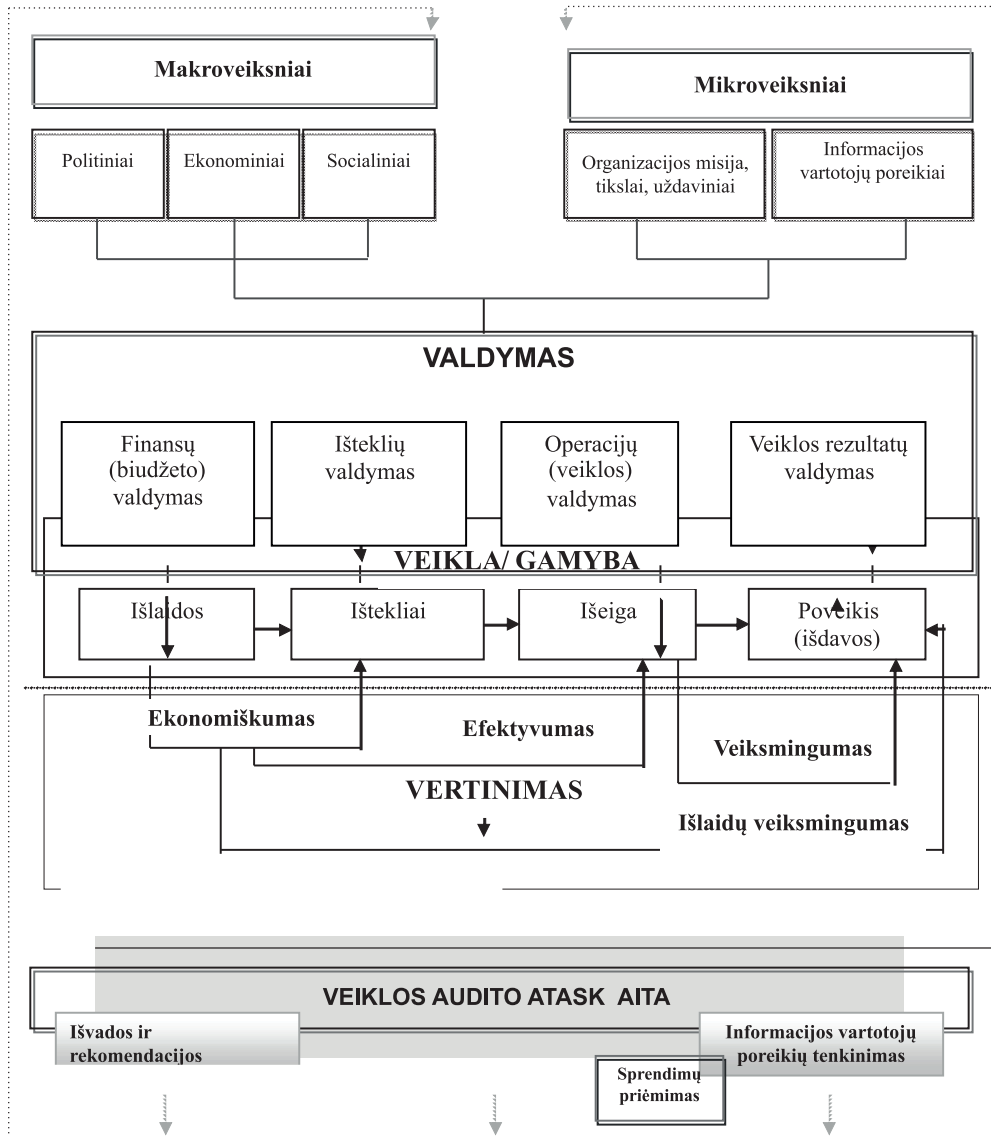 Makroveiksniai
Mikroveiksniai
Politiniai
Ekonominiai
Socialiniai
Organizacijos misija,
tikslai, uždaviniai
Informacijos
vartotojų poreikiai
VALDYMAS
Finansų
(biudžeto)
valdymas
Išteklių
valdymas
Operacijų
(veiklos)
valdymas
Veiklos rezultatų
valdymas
VEIKLA/ GAMYBA
Išlaidos
Ištekliai
Išeiga
Poveikis
(išdavos)
Ekonomiškumas
Efektyvumas
Veiksmingumas
VERTINIMAS
Išlaidų veiksmingumas
VEIKLOS AUDITO ATASK AITA
Išvados ir
rekomendacijos
Informacijos vartotojų
poreikių tenkinimas
Sprendimų
priėmimas